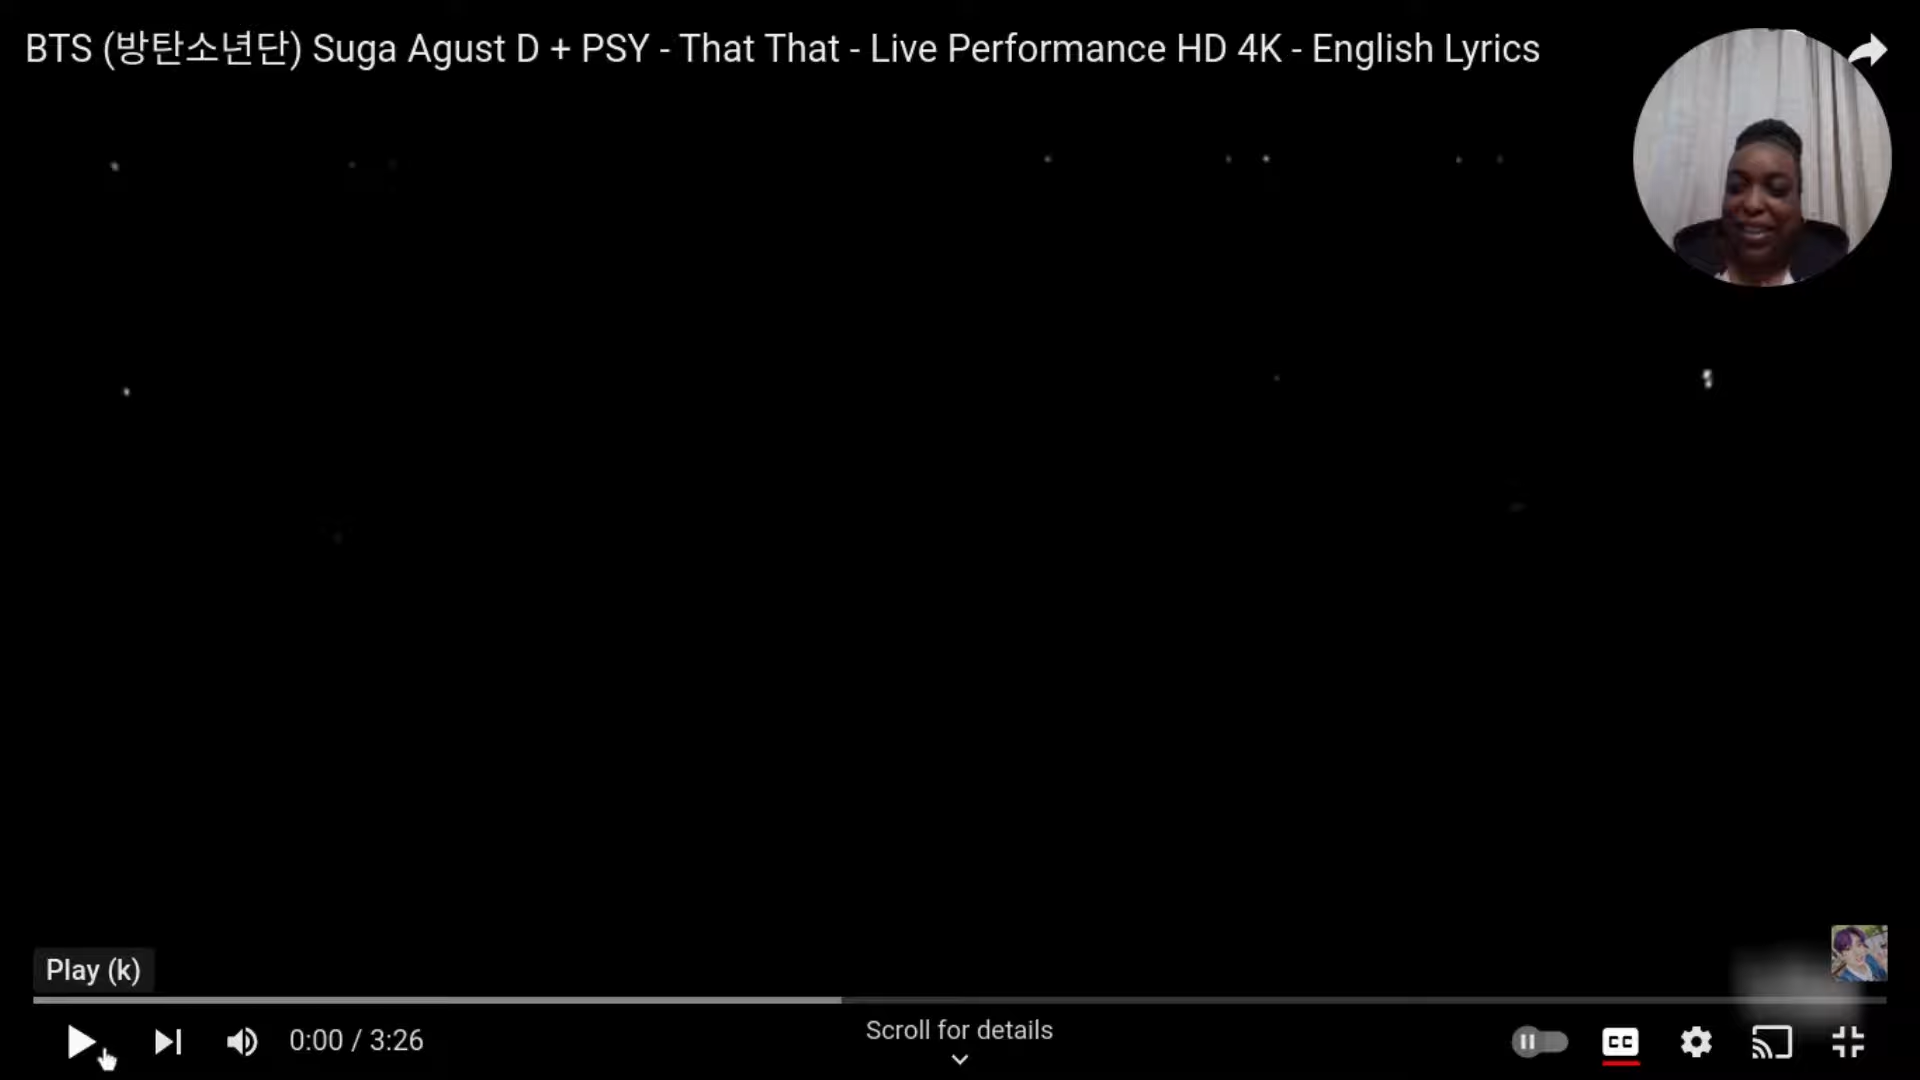 BTS (방탄소년단) Suga Agust D + PSY - That That - Live Performance HD 4K - English Lyrics
Play (k)
0:00 / 3:26
Scroll for details
CC